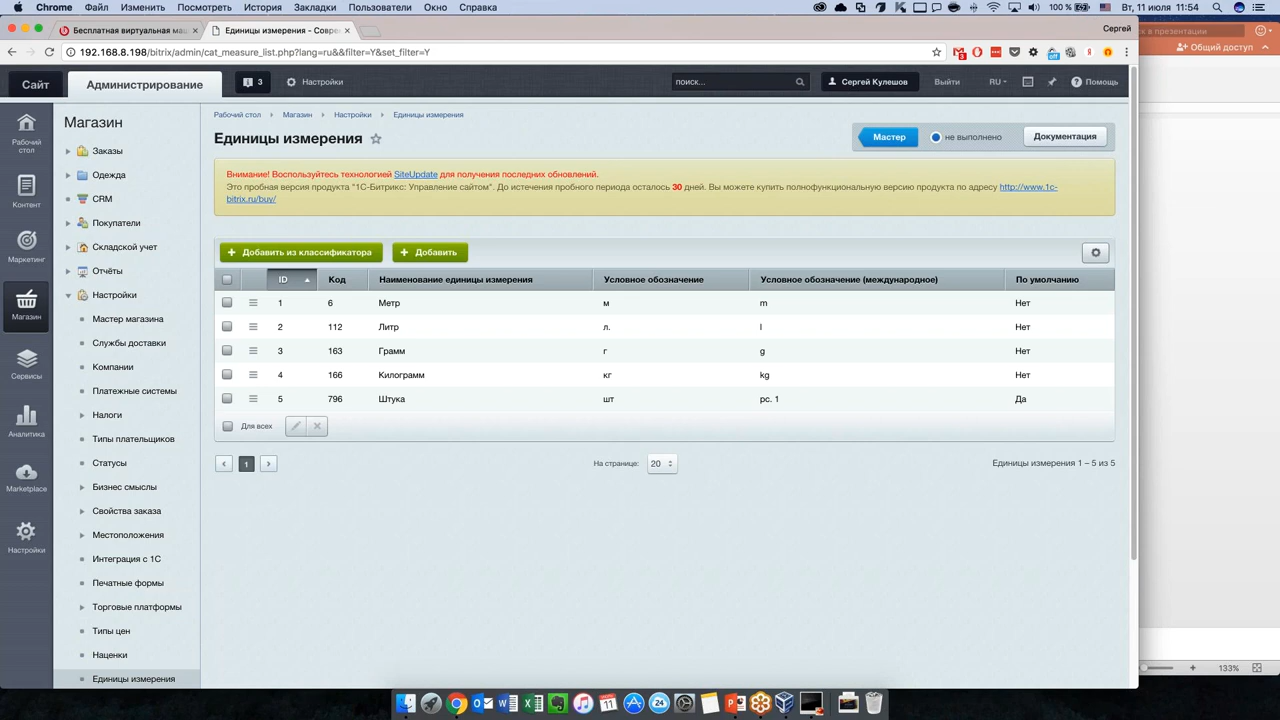 Chrome Файл Изменить Посмотреть История Закладки Пользователи Окно Справка 100 % Вт, 11 июля 11:54
Бесплатная виртуальная маш Единицы измерения - Совре Сергей
192.168.8.198/bitrix/admin/cat_measure_list.php?lang=ru&&filter=Y&set_filter=Y
к в презентации
Общий доступ
Сайт Администрирование 3 Настройки поиск... Сергей Кулешов Выйти RU Помощь
Рабочий стол Магазин Настройки Единицы измерения
Магазин
Единицы измерения
Мастер не выполнено Документация
Рабочий стол
Контент
Маркетинг
Магазин
Сервисы
Аналитика
Marketplace
Настройки
Заказы
Одежда
CRM
Покупатели
Складской учет
Отчёты
Настройки
Мастер магазина
Службы доставки
Компании
Платежные системы
Налоги
Типы плательщиков
Статусы
Бизнес смыслы
Свойства заказа
Местоположения
Интеграция с 1С
Печатные формы
Торговые платформы
Типы цен
Наценки
Единицы измерения
Внимание! Воспользуйтесь технологией SiteUpdate для получения последних обновлений.
Это пробная версия продукта "1С-Битрикс: Управление сайтом". До истечения пробного периода осталось 30 дней. Вы можете купить полнофункциональную версию продукта по адресу http://www.1c-
bitrix.ru/buy/
+ Добавить из классификатора + Добавить
ID Код Наименование единицы измерения Условное обозначение Условное обозначение (международное) По умолчанию
1 6 Метр м m Нет
2 112 Литр л. l Нет
3 163 Грамм г g Нет
4 166 Килограмм кг kg Нет
5 796 Штука шт pc. 1 Да
Для всех
1 На странице: 20 Единицы измерения 1 – 5 из 5
133%